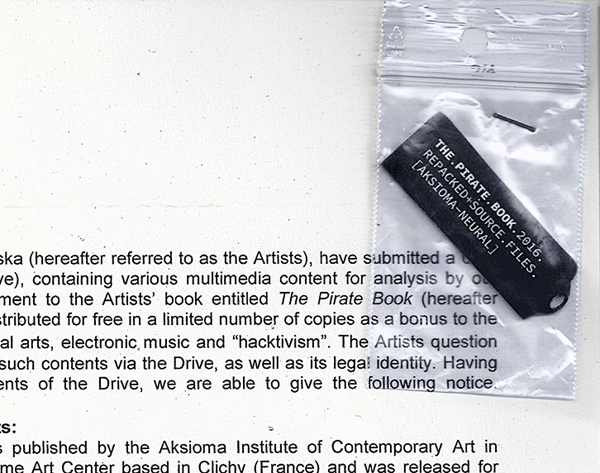 THE.PIRATE.BOOK.2016.
REPACKED+SOURCE.FILES.
[AKSIOMA-NEURAL]
ska (hereafter referred to as the Artists), have submitted a
ve), containing various multimedia content for analysis by
ment to the Artists' book entitled The Pirate Book (hereafter
stributed for free in a limited number of copies as a bonus to the
al arts, electronic music and “hacktivism”. The Artists question
such contents via the Drive, as well as its legal identity. Having
ents of the Drive, we are able to give the following notice.
ts:
s published by the Aksioma Institute of Contemporary Art in
me Art Center based in Clichy (France) and was released for